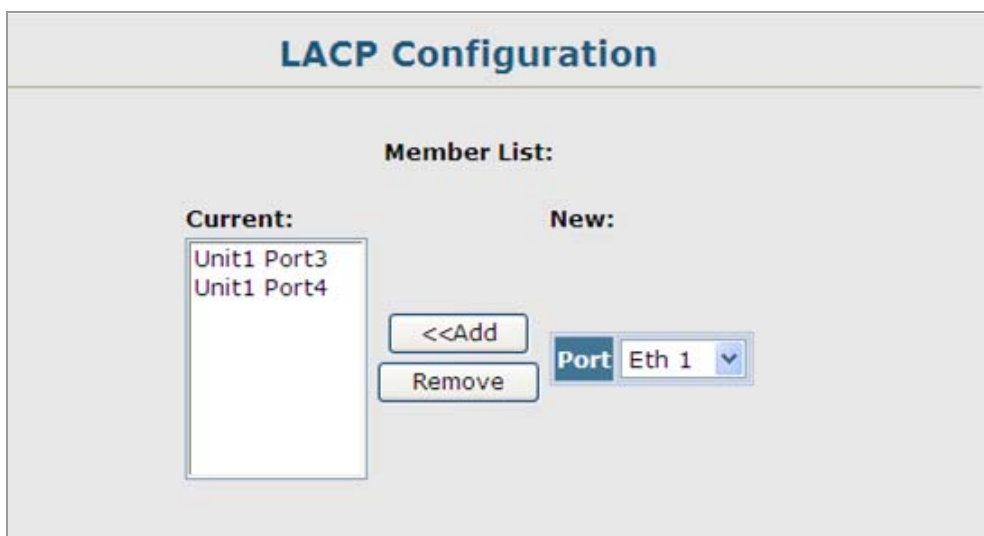 LACP Configuration
Member List:
Current:
New:
Unit1 Port3
Unit1 Port4
<<Add
Remove
Port Eth 1